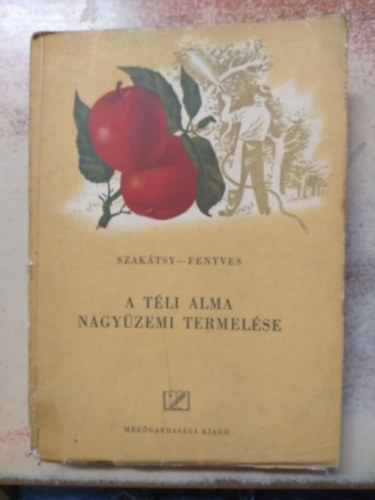 SZAKÁTSY—FENYVES
A TÉLI ALMA
NAGYÜZEMI TERMELÉSE
MEZŐGAZDASÁGI KIADÓ